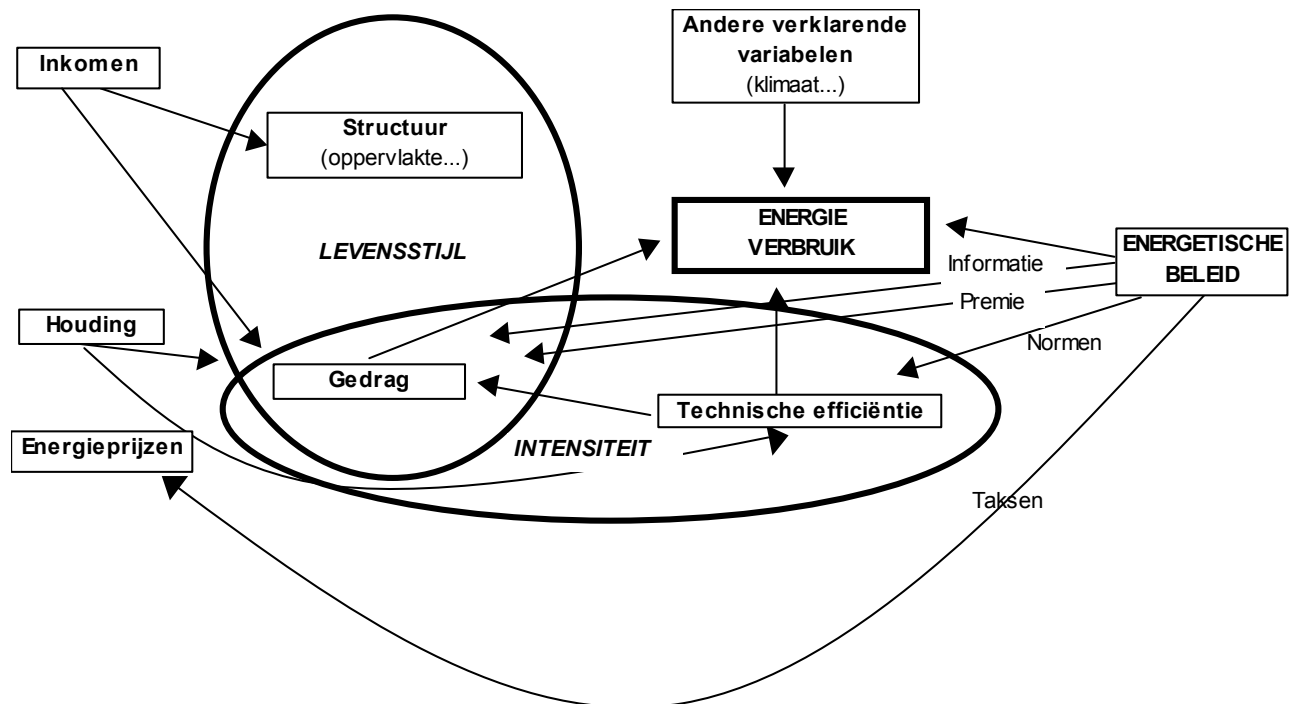 Andere verklarende
variabelen
(klimaat...)
Inkomen
Structuur
(oppervlakte...)
LEVENSSTIJL
ENERGIE
VERBRUIK
ENERGETISCHE
BELEID
Informatie
Premie
Normen
Houding
Gedrag
Technische efficiëntie
Energieprijzen
INTENSITEIT
Taksen